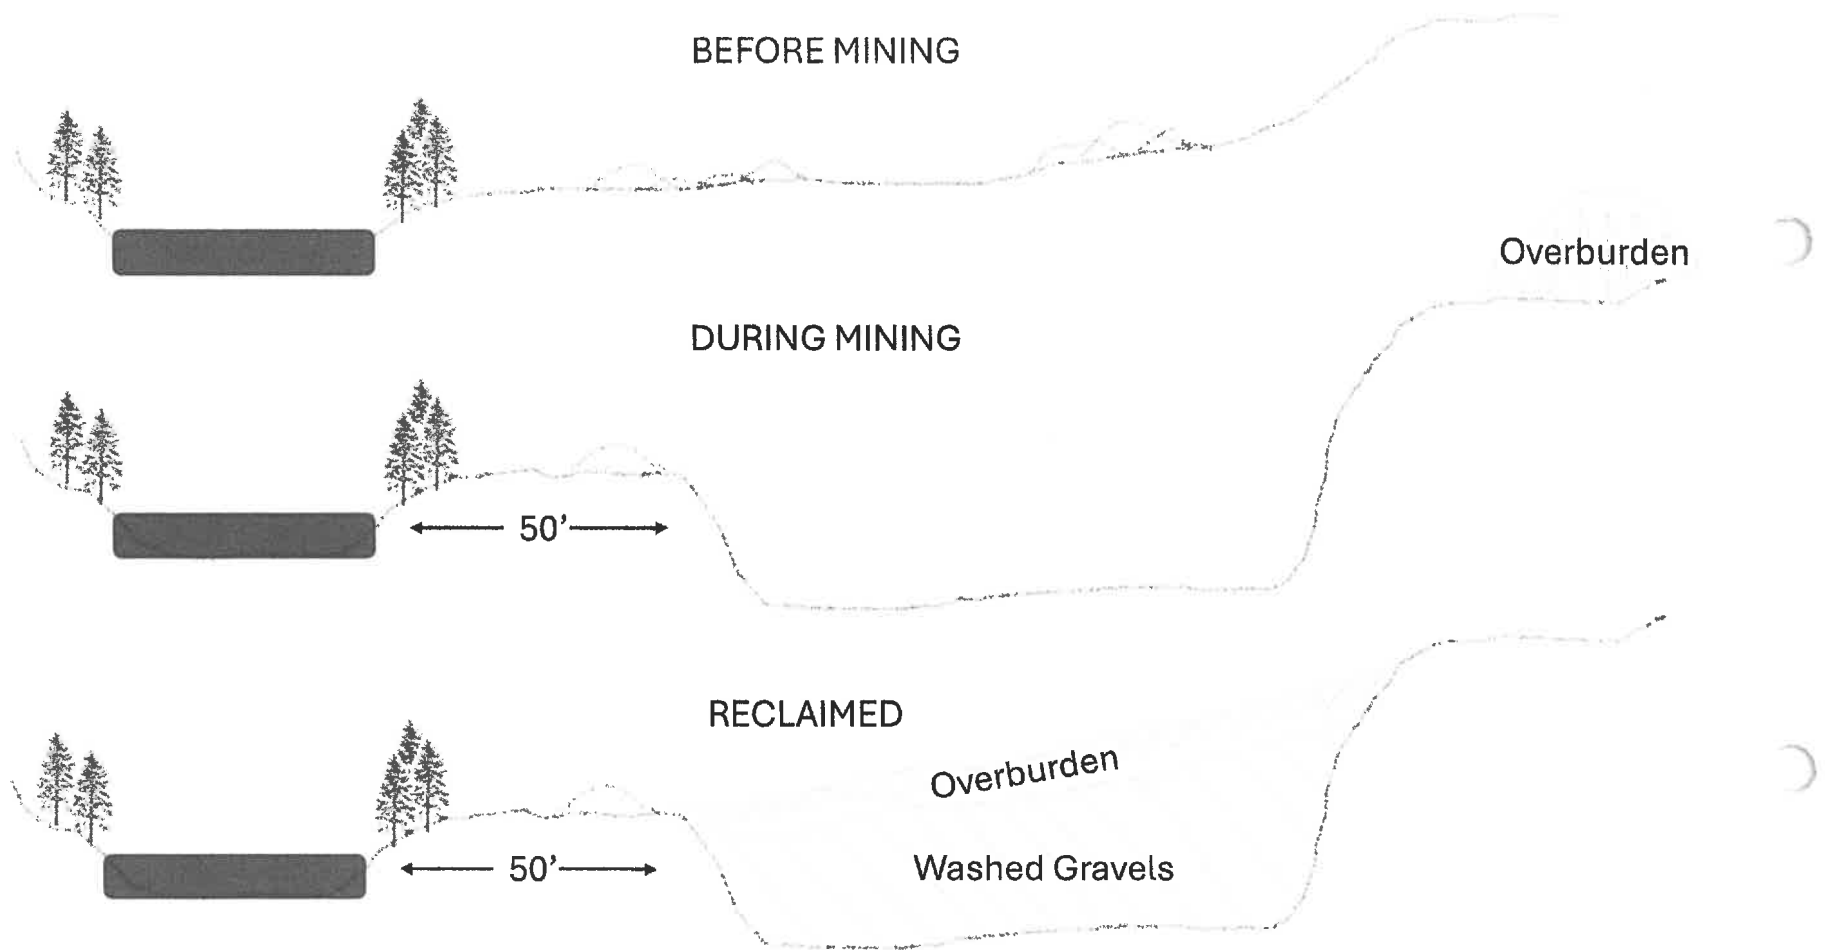 BEFORE MINING
Overburden
DURING MINING
50’
RECLAIMED
Overburden
50’
Washed Gravels